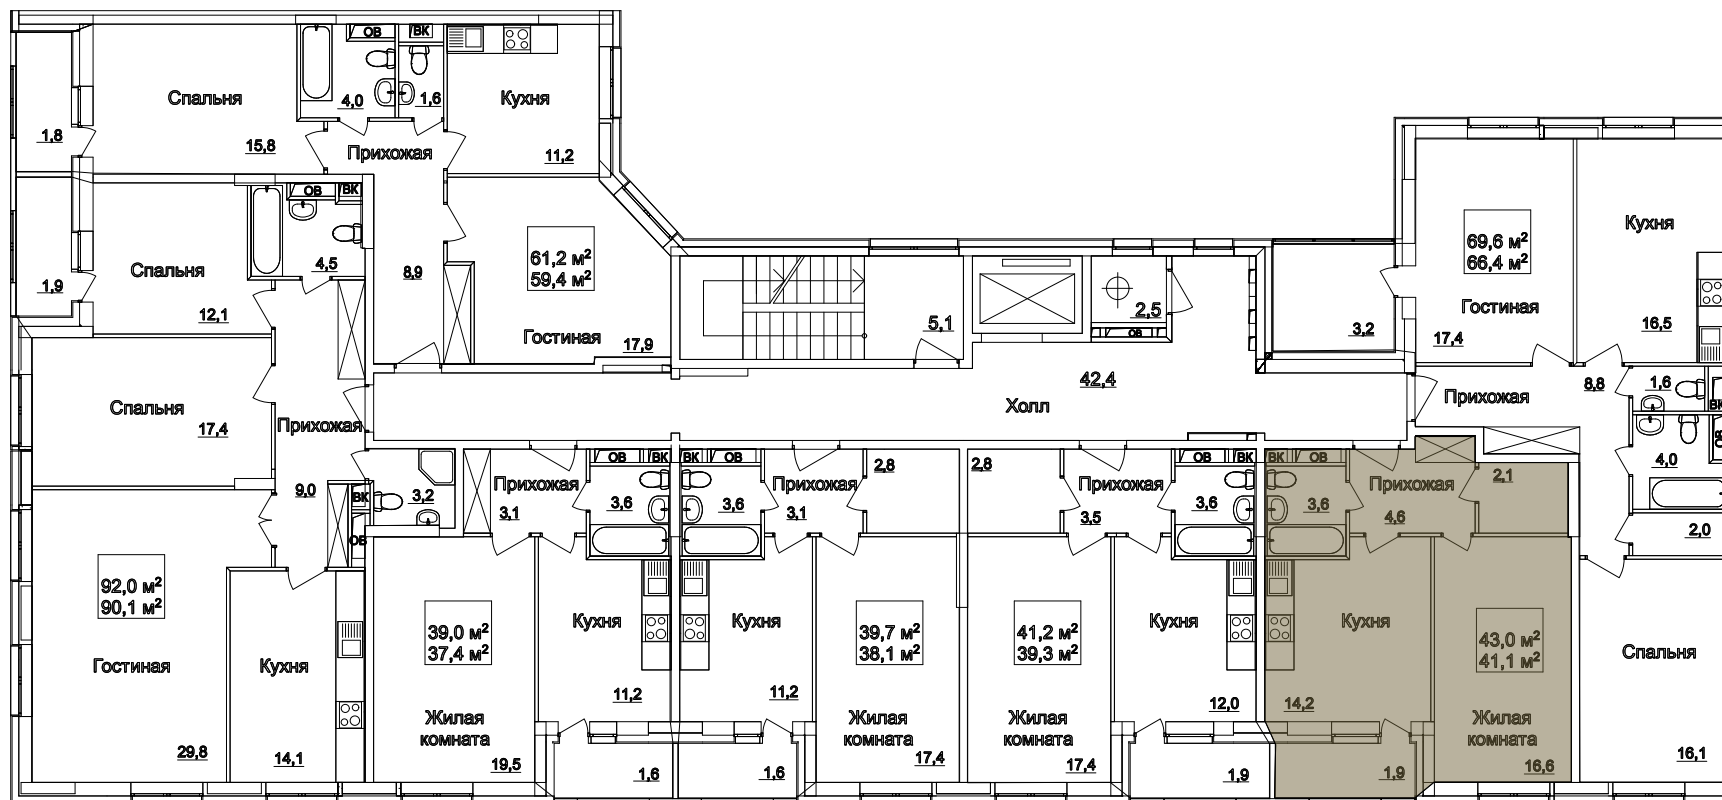 ОВ
ВК
Спальня
4,0
1,6
Кухня
1,8
15,8
Прихожая
11,2
ОВ
ВК
Спальня
4,5
8,9
61,2 м²
59,4 м²
1,9
12,1
Гостиная
17,9
5,1
2,5
ОВ
3,2
69,6 м²
66,4 м²
Гостиная
17,4
Кухня
16,5
42,4
Холл
Спальня
17,4
Прихожая
Прихожая
8,8
1,6
ВК
ОВ
4,0
2,0
9,0
ВК
ОВ
3,2
Прихожая
3,1
ОВ
ВК
3,6
ВК
ОВ
3,6
Прихожая
3,1
2,8
2,8
Прихожая
3,5
ОВ
ВК
3,6
ВК
ОВ
3,6
Прихожая
4,6
2,1
92,0 м²
90,1 м²
Гостиная
29,8
Кухня
14,1
39,0 м²
37,4 м²
Жилая
комната
19,5
Кухня
11,2
1,6
Кухня
11,2
1,6
39,7 м²
38,1 м²
Жилая
комната
17,4
41,2 м²
39,3 м²
Жилая
комната
17,4
Кухня
12,0
1,9
Кухня
14,2
1,9
43,0 м²
41,1 м²
Жилая
комната
16,6
Спальня
16,1